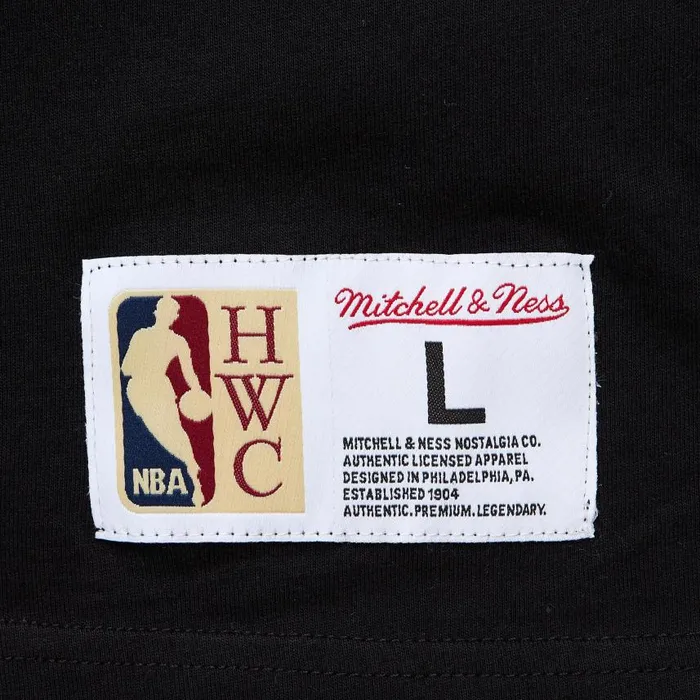 NBA
H
W
C
Mitchell & Ness
L
MITCHELL & NESS NOSTALGIA CO.
AUTHENTIC LICENSED APPAREL
DESIGNED IN PHILADELPHIA, PA.
ESTABLISHED 1904
AUTHENTIC. PREMIUM. LEGENDARY.